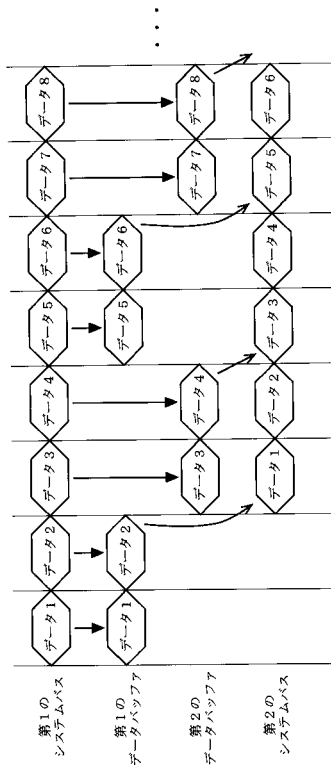 第1の
システムバス
データ1
データ2
データ3
データ4
データ5
データ6
データ7
データ8
第1の
データバッファ
データ1
データ2
データ5
データ6
第2の
データバッファ
データ3
データ4
データ7
データ8
第2の
システムバス
データ1
データ2
データ3
データ4
データ5
データ6